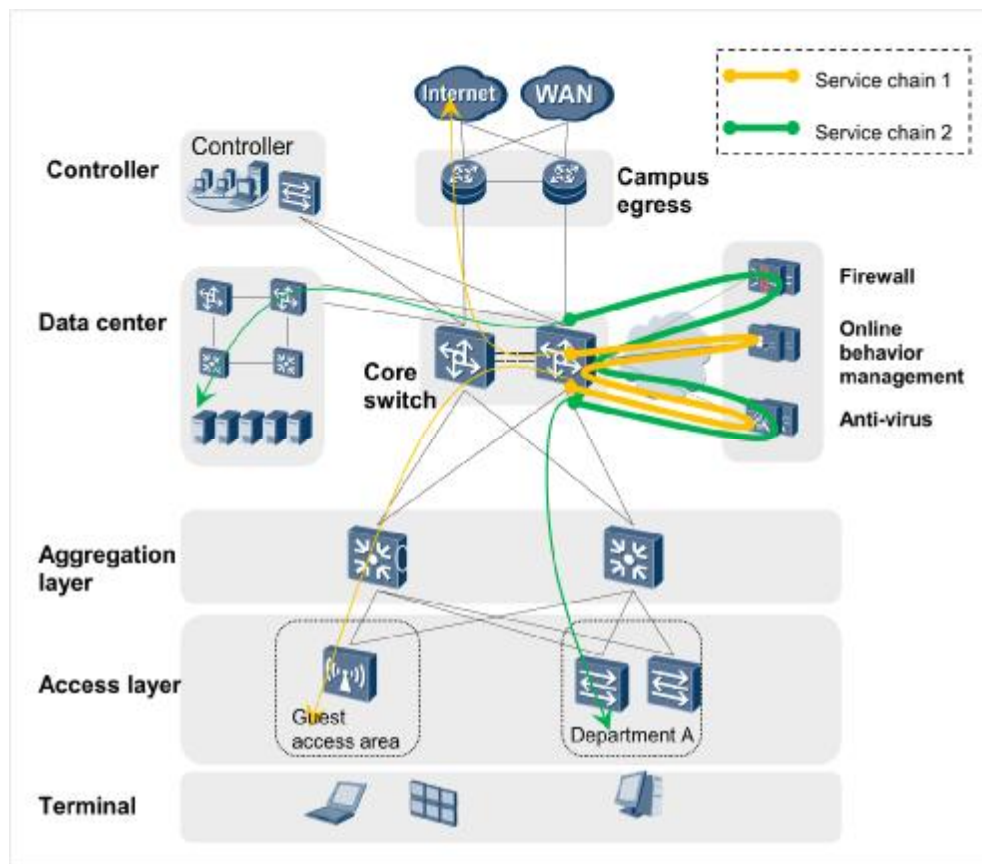 Internet
WAN
Service chain 1
Service chain 2
Controller
Controller
Campus
egress
Data center
Firewall
Online
behavior
management
Core
switch
Anti-virus
Aggregation
layer
Access layer
Guest
access area
Department A
Terminal